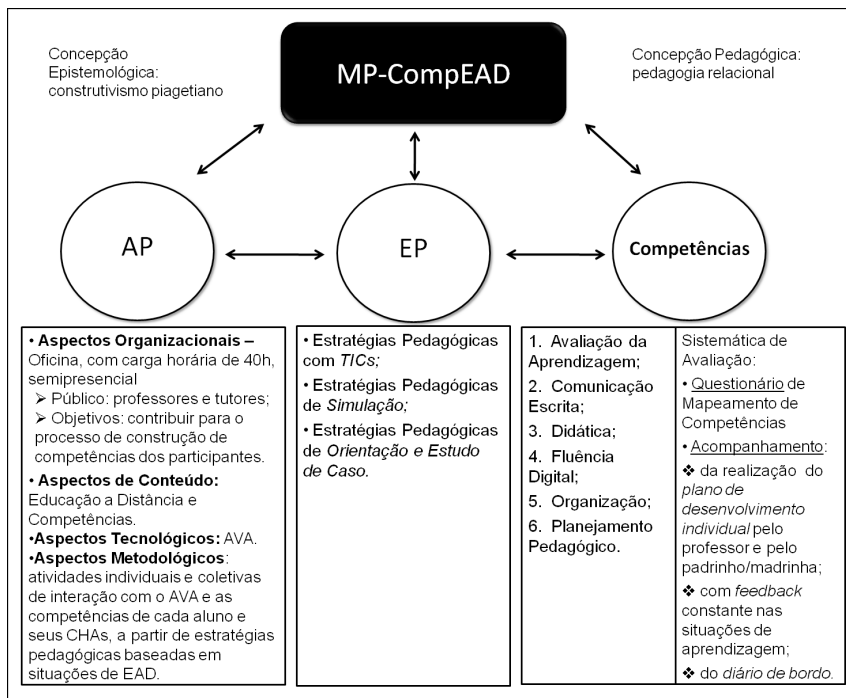 Concepção
Epistemológica:
construtivismo piagetiano
MP-CompEAD
Concepção Pedagógica:
pedagogia relacional
AP
EP
Competências
• Aspectos Organizacionais –
Oficina, com carga horária de 40h,
semipresencial
➢ Público: professores e tutores;
➢ Objetivos: contribuir para o
processo de construção de
competências dos participantes.
• Aspectos de Conteúdo:
Educação a Distância e
Competências.
•Aspectos Tecnológicos: AVA.
•Aspectos Metodológicos:
atividades individuais e coletivas
de interação com o AVA e as
competências de cada aluno e
seus CHAs, a partir de estratégias
pedagógicas baseadas em
situações de EAD.
• Estratégias Pedagógicas
com TICs;
• Estratégias Pedagógicas
de Simulação;
• Estratégias Pedagógicas
de Orientação e Estudo
de Caso.
1. Avaliação da
Aprendizagem;
2. Comunicação
Escrita;
3. Didática;
4. Fluência
Digital;
5. Organização;
6. Planejamento
Pedagógico.
Sistemática de
Avaliação:
• Questionário de
Mapeamento de
Competências
• Acompanhamento:
❖ da realização do
plano de
desenvolvimento
individual pelo
professor e pelo
padrinho/madrinha;
❖ com feedback
constante nas
situações de
aprendizagem;
❖ do diário de bordo.